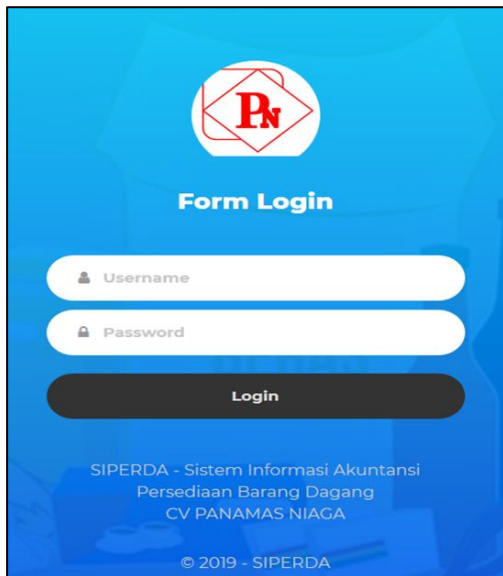 PN
Form Login
Username
Password
Login
SIPERDA - Sistem Informasi Akuntansi
Persediaan Barang Dagang
CV PANAMAS NIAGA
© 2019 - SIPERDA